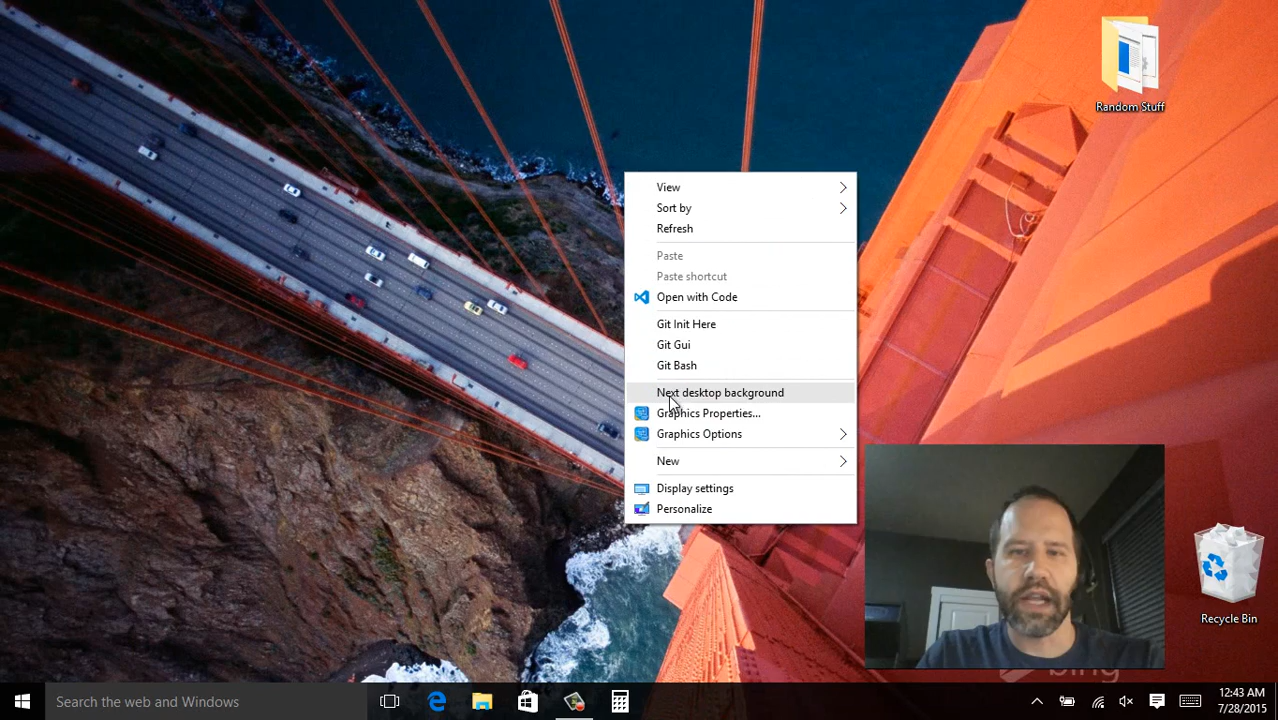 Random Stuff
View
Sort by
Refresh
Paste
Paste shortcut
Open with Code
Git Init Here
Git Gui
Git Bash
Next desktop background
Graphics Properties...
Graphics Options
New
Display settings
Personalize
Recycle Bin
bing
Search the web and Windows
12:43 AM
7/28/2015